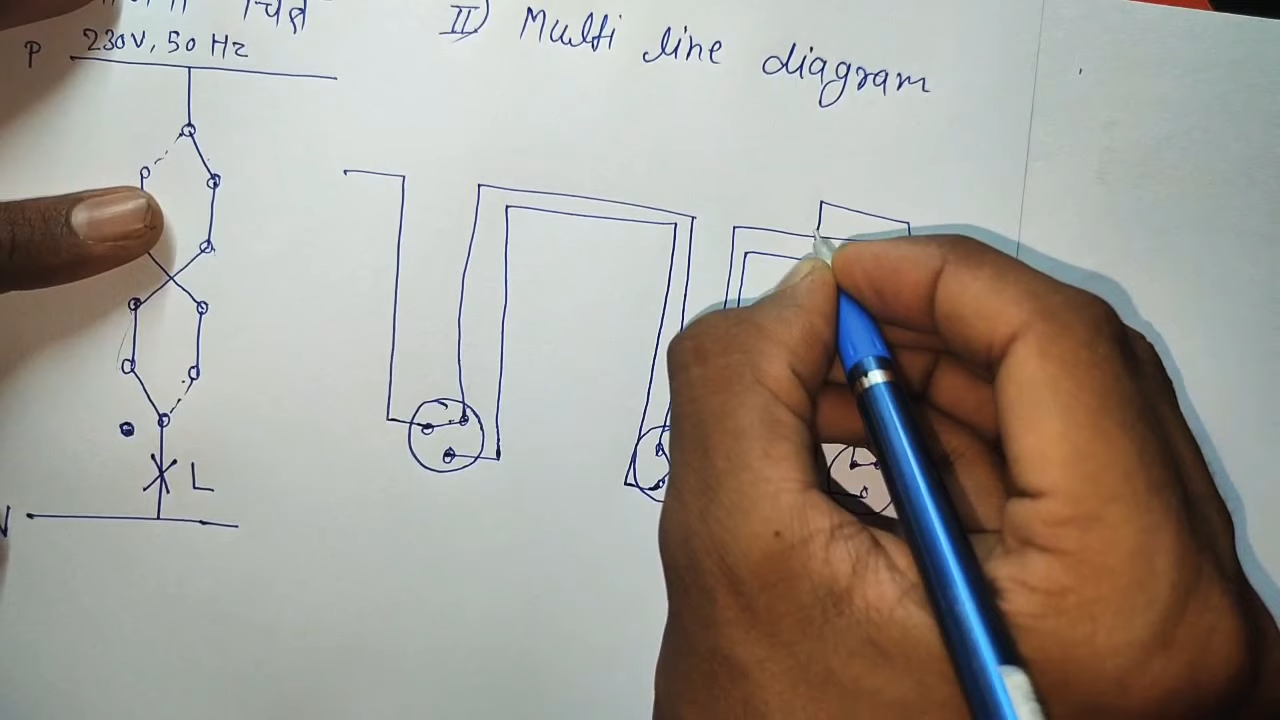 चित्र
II) Multi line diagram
P 230V, 50 Hz
L
N